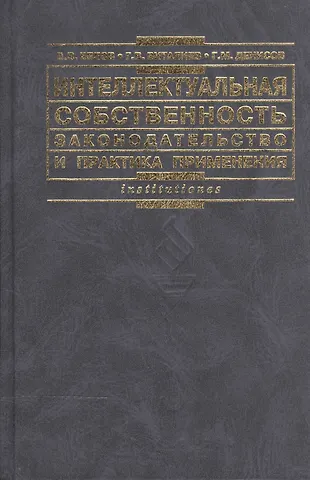 ИНТЕЛЛЕКТУАЛЬНАЯ
СОБСТВЕННОСТЬ
ЗАКОНОДАТЕЛЬСТВО
И ПРАКТИКА ПРИМЕНЕНИЯ
institutiones